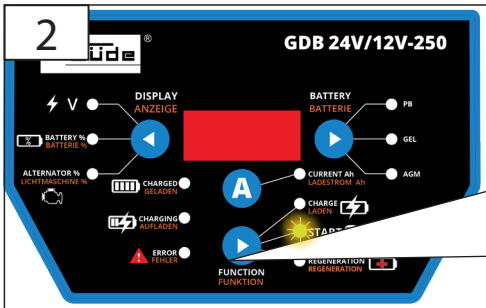 2
üde ®
GDB 24V/12V-250
DISPLAY
ANZEIGE
BATTERY
BATTERIE
V
BATTERY %
BATTERIE %
ALTERNATOR %
LICHTMASCHINE %
PB
GEL
AGM
CHARGED
GELADEN
CHARGING
AUFLADEN
ERROR
FEHLER
A
CURRENT Ah
LADESTROM Ah
CHARGE
LADEN
START
REGENERATION
REGENERATION
FUNCTION
FUNKTION